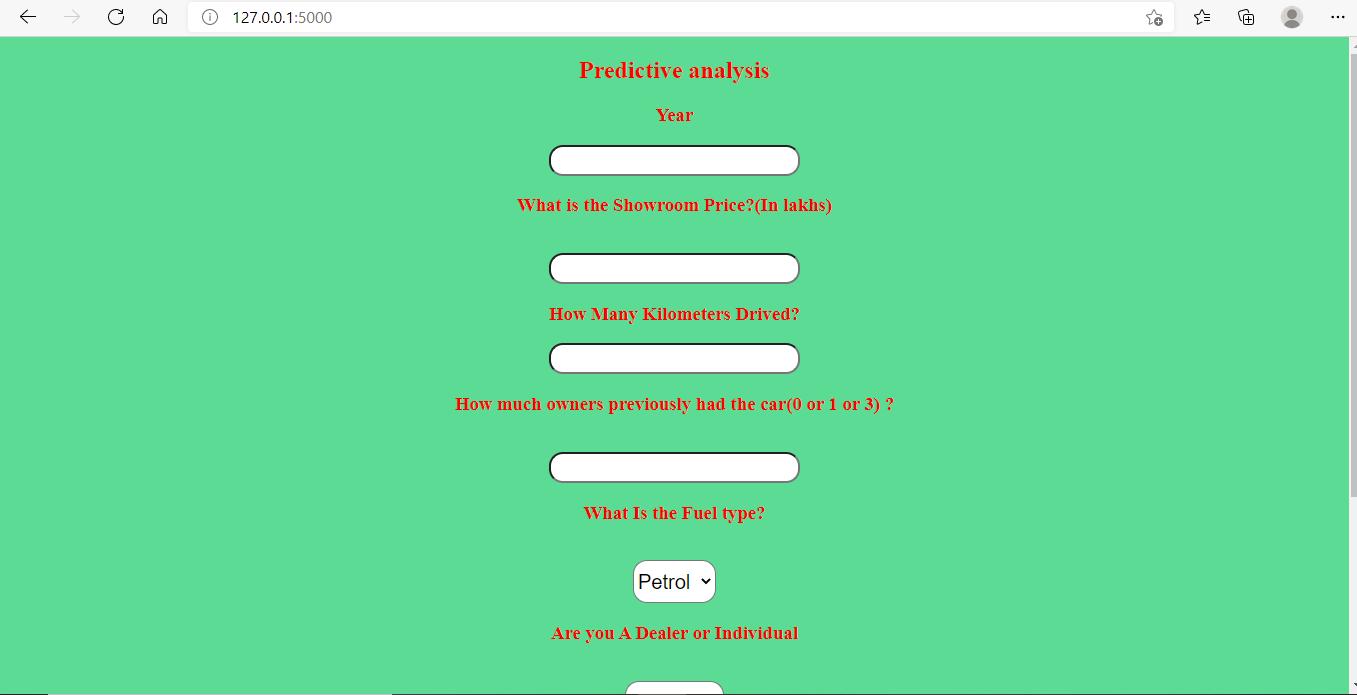 127.0.0.1:5000
Predictive analysis
Year
What is the Showroom Price?(In lakhs)
How Many Kilometers Drived?
How much owners previously had the car(0 or 1 or 3) ?
What Is the Fuel type?
Petrol
Are you A Dealer or Individual